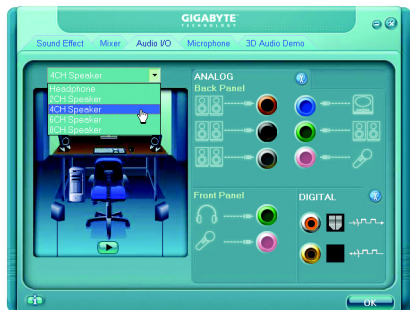 GIGABYTE
TECHNOLOGY
Sound Effect Mixer Audio I/O Microphone 3D Audio Demo
4CH Speaker
Headphone
2CH Speaker
4CH Speaker
6CH Speaker
8CH Speaker
ANALOG
Back Panel
Front Panel
DIGITAL
OK